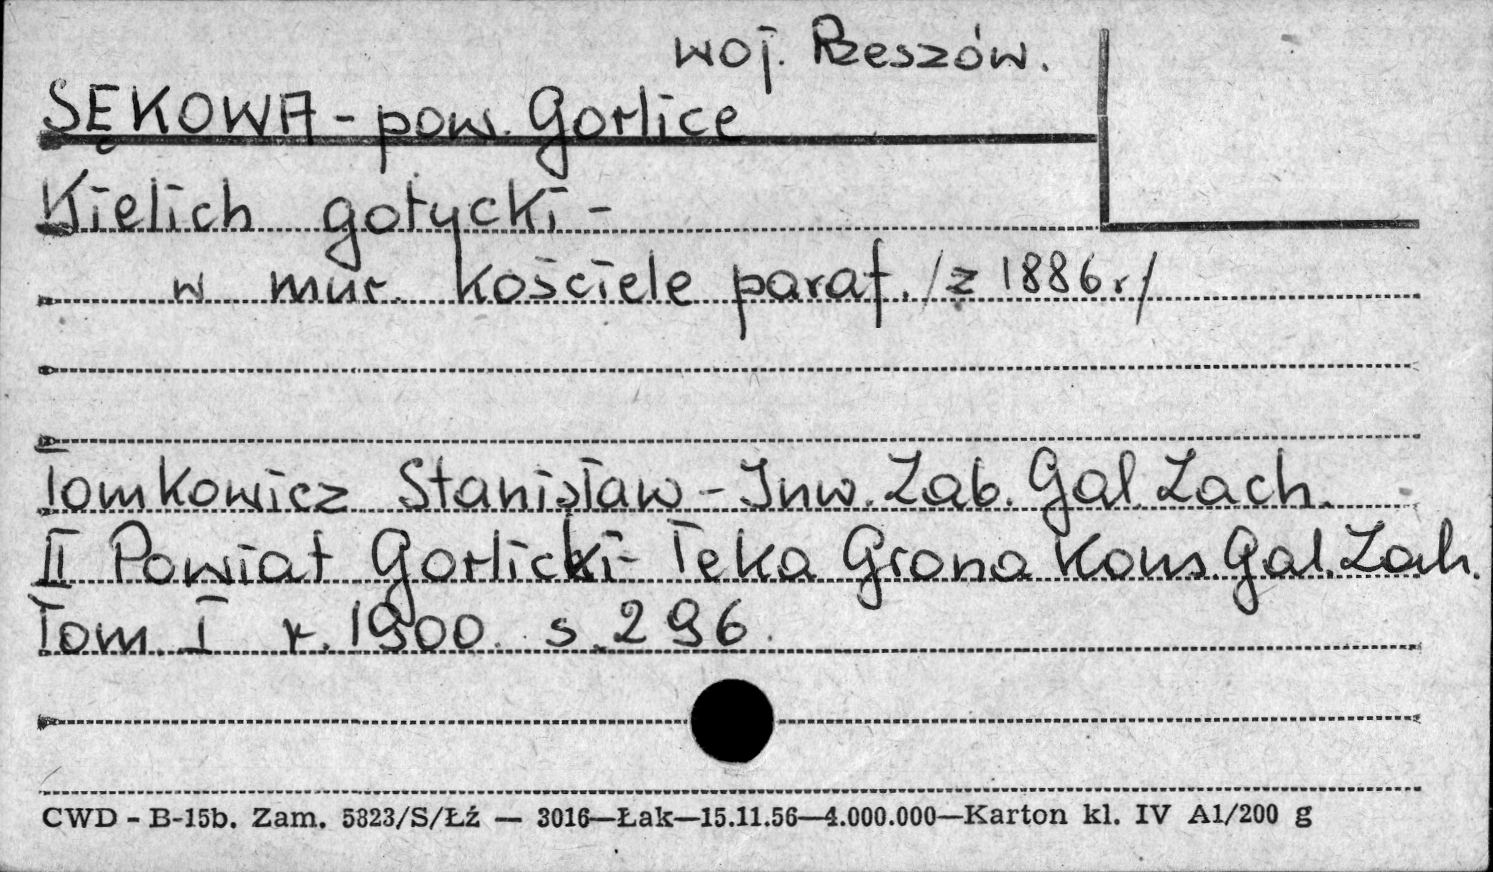 woj. Rzeszów.
SĘKOWA - pow. Gorlice
Kielich gotycki -
w mur. kościele paraf. /z 1886 r/
Tomkowicz Stanisław - Inw. Zab. Gal. Zach.
II Powiat Gorlicki - Teka Grona Kons. Gal. Zach.
Tom I r. 1900. s. 296.
CWD - B-15b. Zam. 5823/S/Łź — 3016—Łak—15.11.56—4.000.000—Karton kl. IV A1/200 g